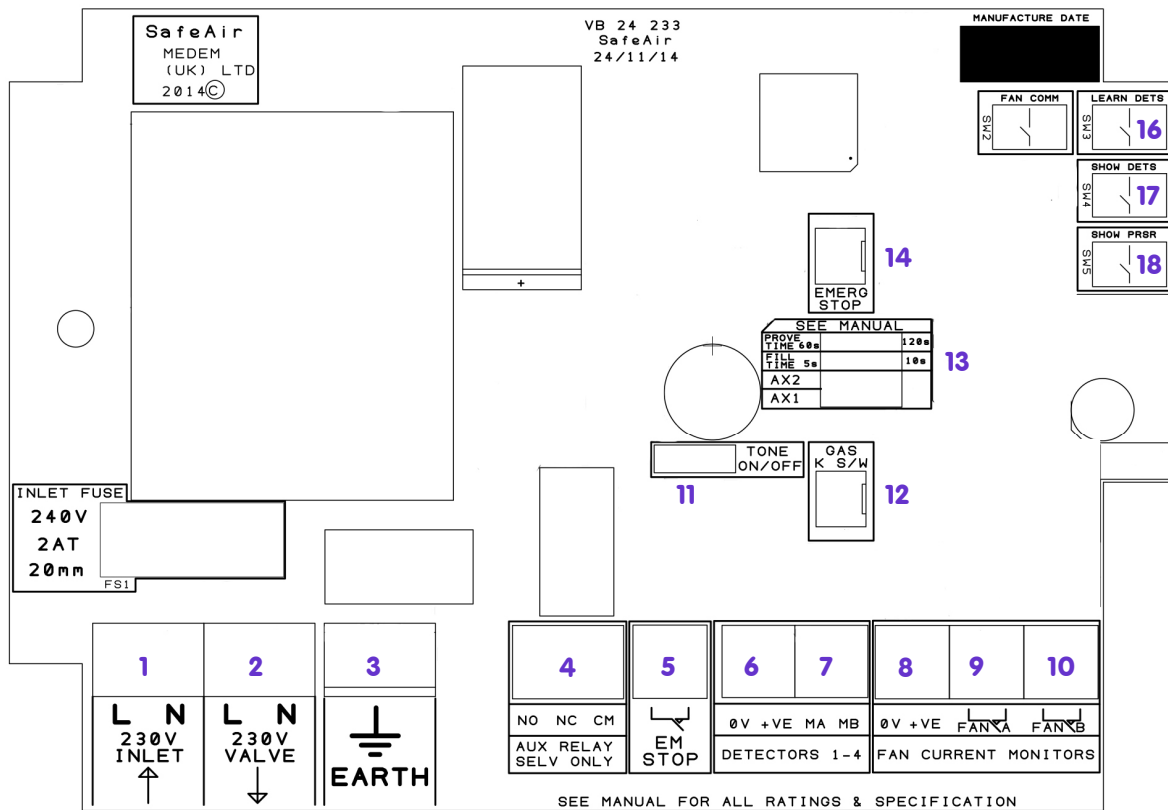 SafeAir
MEDEM
(UK) LTD
2014©
VB 24 233
SafeAir
24/11/14
MANUFACTURE DATE
FAN COMM
SW2
LEARN DETS
SW3
16
SHOW DETS
SW4
17
SHOW PRSR
SW5
18
14
EMERG
STOP
SEE MANUAL
PROVE
TIME 60s
120s
FILL
TIME 5s
10s
AX2
AX1
13
TONE
ON/OFF
11
GAS
K S/W
12
+
INLET FUSE
240V
2AT
20mm
FS1
1
2
3
4
5
6
7
8
9
10
L N
230V
INLET
L N
230V
VALVE
EARTH
NO NC CM
AUX RELAY
SELV ONLY
EM
STOP
0V +VE MA MB
DETECTORS 1-4
0V +VE FAN A FAN B
FAN CURRENT MONITORS
SEE MANUAL FOR ALL RATINGS & SPECIFICATION